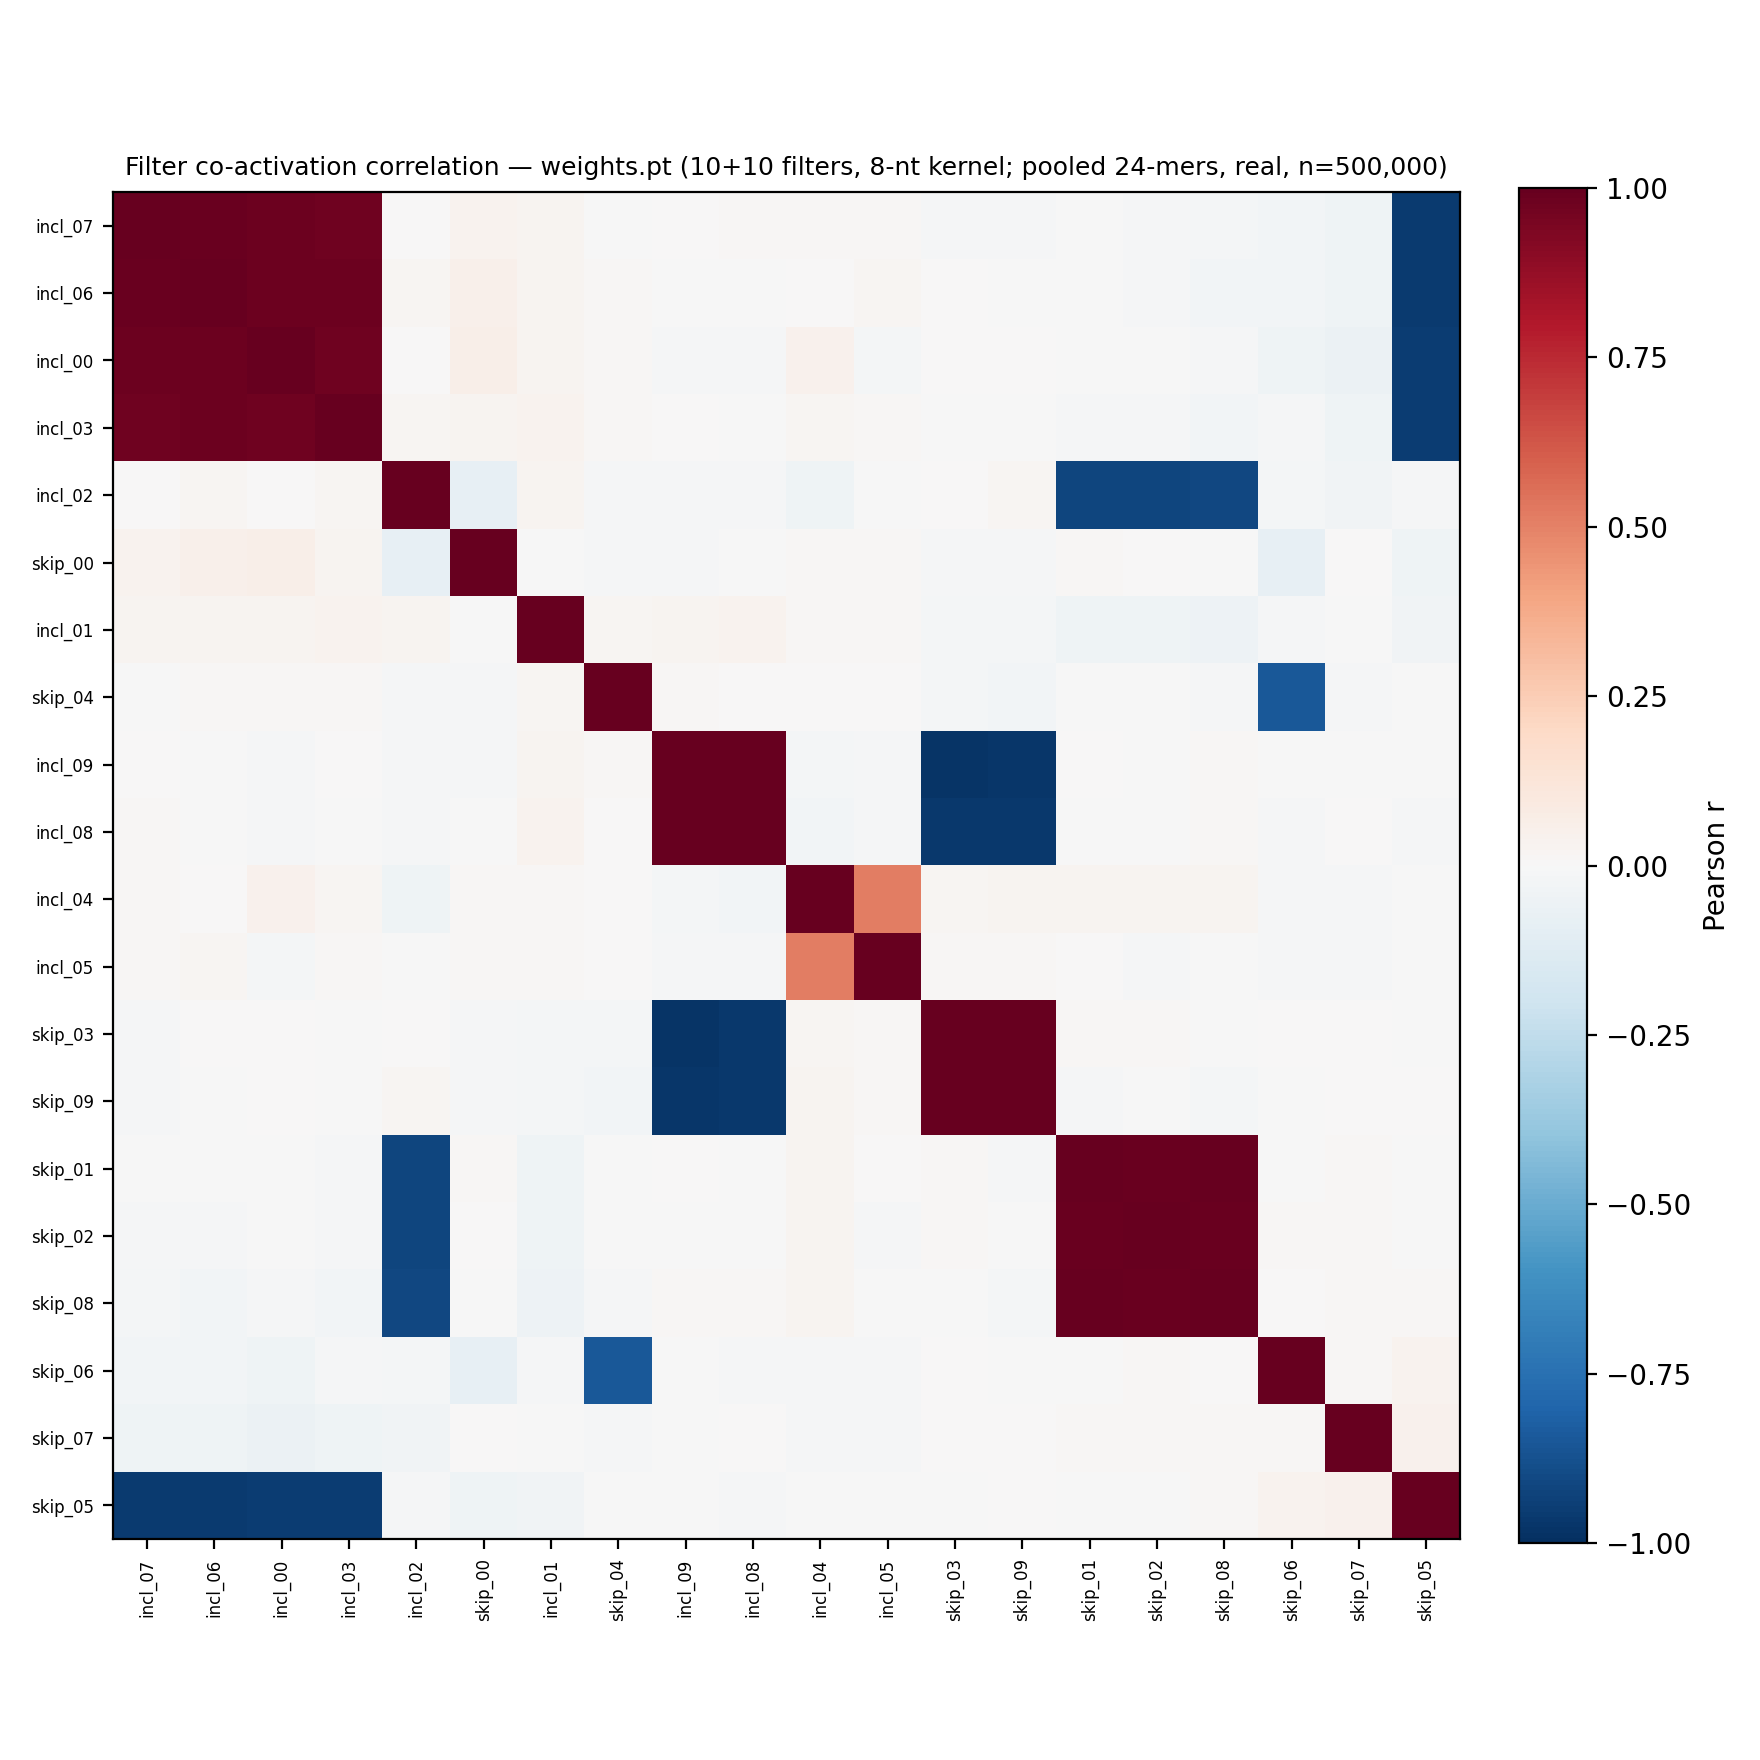 Filter co-activation correlation — weights.pt (10+10 filters, 8-nt kernel; pooled 24-mers, real, n=500,000)
incl_07
incl_06
incl_00
incl_03
incl_02
skip_00
incl_01
skip_04
incl_09
incl_08
incl_04
incl_05
skip_03
skip_09
skip_01
skip_02
skip_08
skip_06
skip_07
skip_05
incl_07
incl_06
incl_00
incl_03
incl_02
skip_00
incl_01
skip_04
incl_09
incl_08
incl_04
incl_05
skip_03
skip_09
skip_01
skip_02
skip_08
skip_06
skip_07
skip_05
1.00
0.75
0.50
0.25
0.00
−0.25
−0.50
−0.75
−1.00
Pearson r